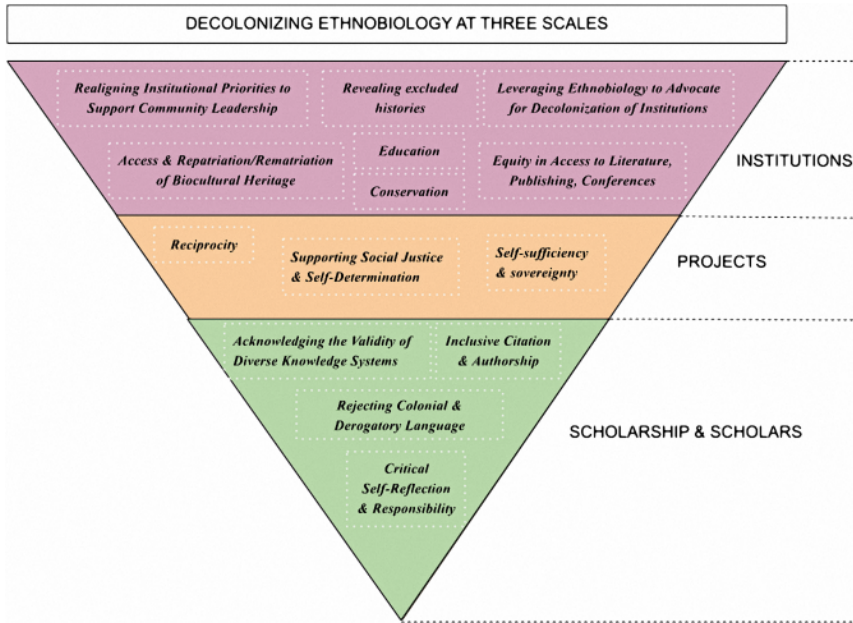 DECOLONIZING ETHNOBIOLOGY AT THREE SCALES
Realigning Institutional Priorities to
Support Community Leadership
Revealing excluded
histories
Leveraging Ethnobiology to Advocate
for Decolonization of Institutions
Access & Repatriation/Rematriation
of Biocultural Heritage
Education
Conservation
Equity in Access to Literature,
Publishing, Conferences
INSTITUTIONS
Reciprocity
Supporting Social Justice
& Self-Determination
Self-sufficiency
& sovereignty
PROJECTS
Acknowledging the Validity of
Diverse Knowledge Systems
Inclusive Citation
& Authorship
Rejecting Colonial &
Derogatory Language
Critical
Self-Reflection
& Responsibility
SCHOLARSHIP & SCHOLARS